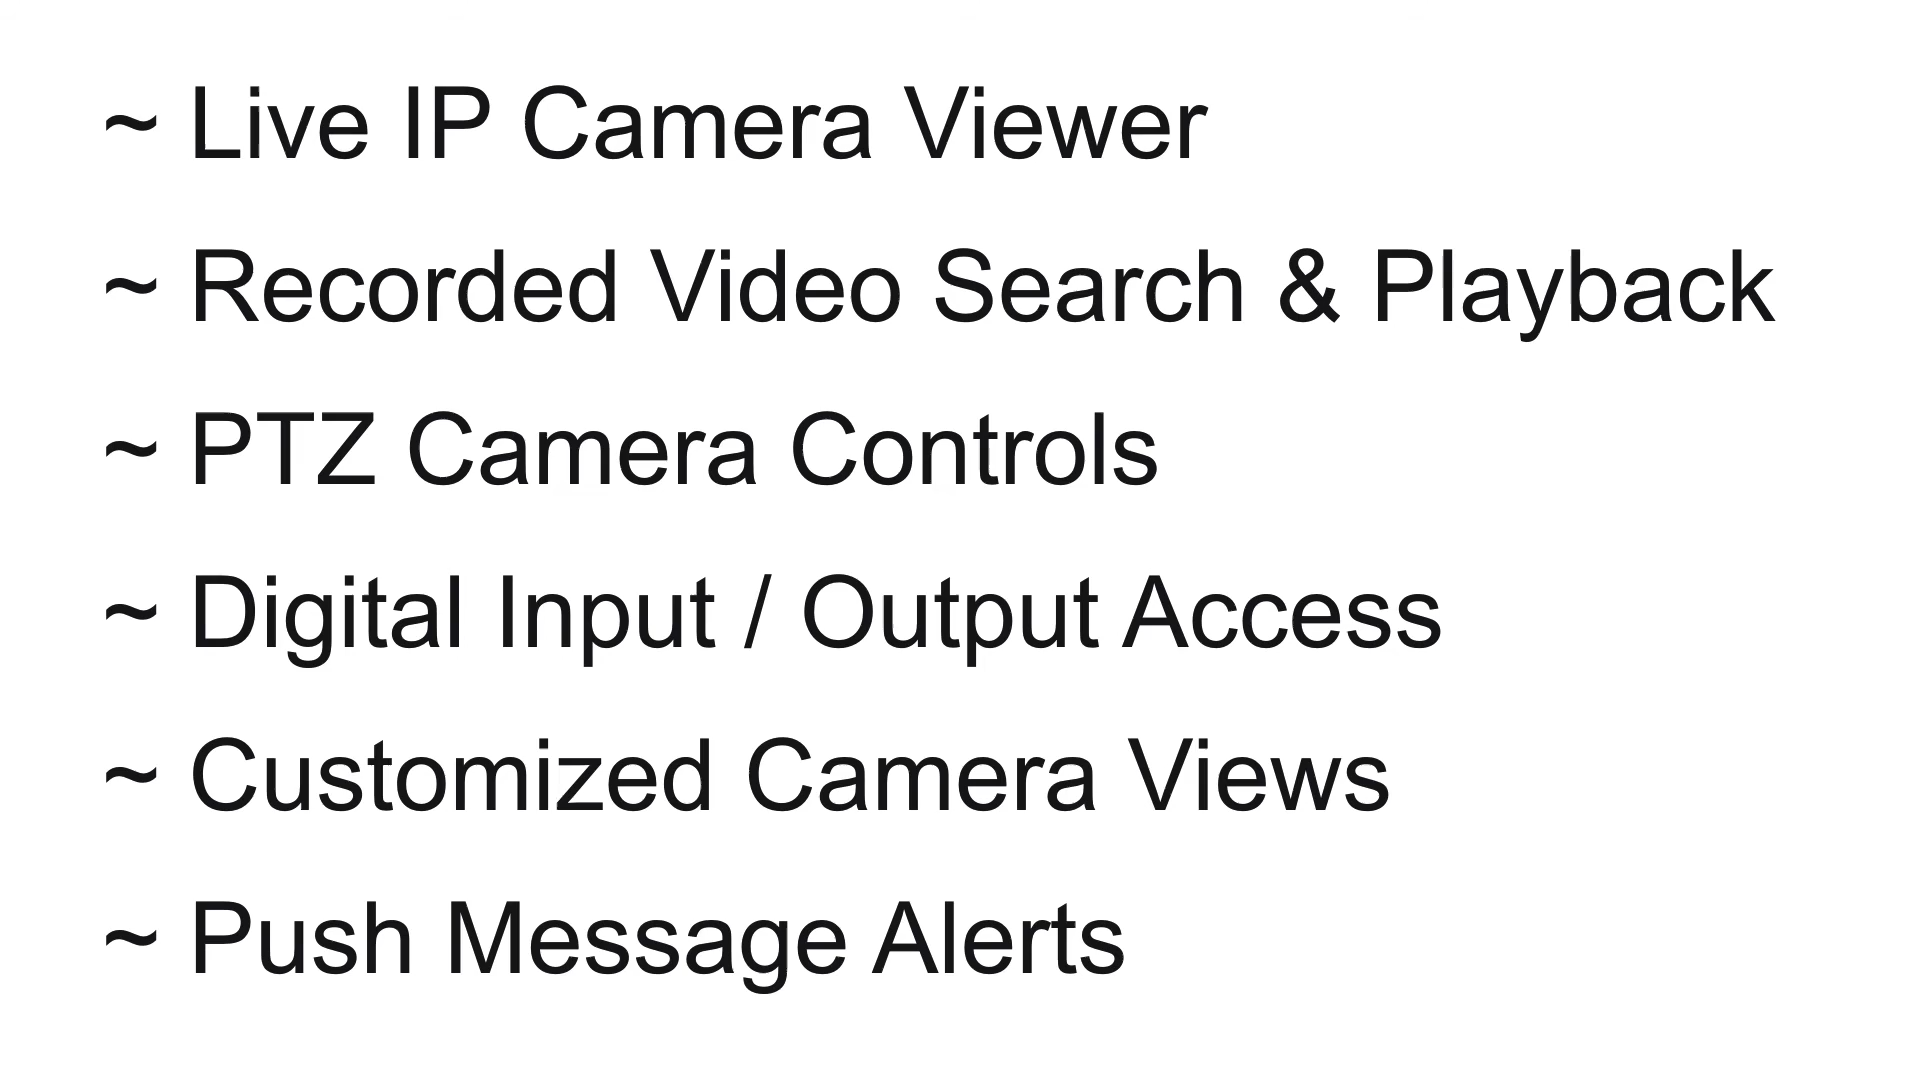 ~ Live IP Camera Viewer
~ Recorded Video Search & Playback
~ PTZ Camera Controls
~ Digital Input / Output Access
~ Customized Camera Views
~ Push Message Alerts